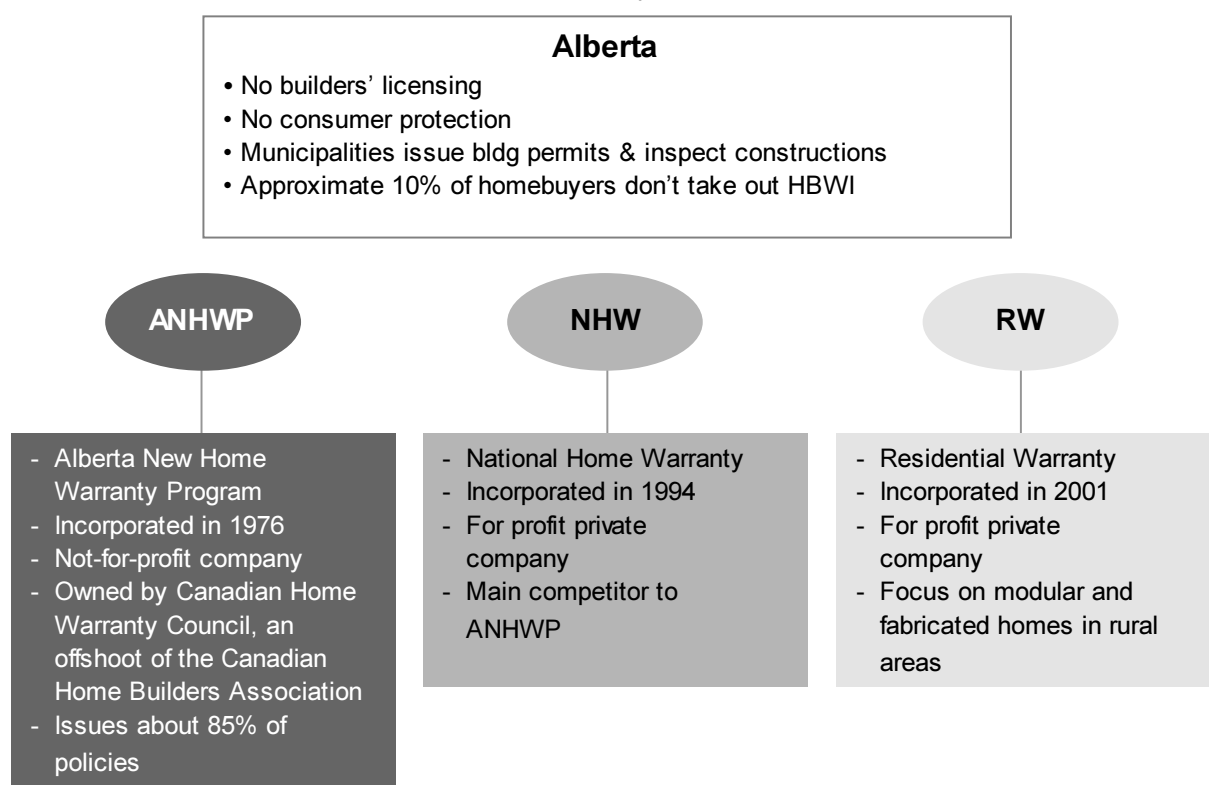 Alberta
• No builders’ licensing
• No consumer protection
• Municipalities issue bldg permits & inspect constructions
• Approximate 10% of homebuyers don’t take out HBWI
ANHWP
NHW
RW
- Alberta New Home
Warranty Program
- Incorporated in 1976
- Not-for-profit company
- Owned by Canadian Home
Warranty Council, an
offshoot of the Canadian
Home Builders Association
- Issues about 85% of
policies
- National Home Warranty
- Incorporated in 1994
- For profit private
company
- Main competitor to
ANHWP
- Residential Warranty
- Incorporated in 2001
- For profit private
company
- Focus on modular and
fabricated homes in rural
areas